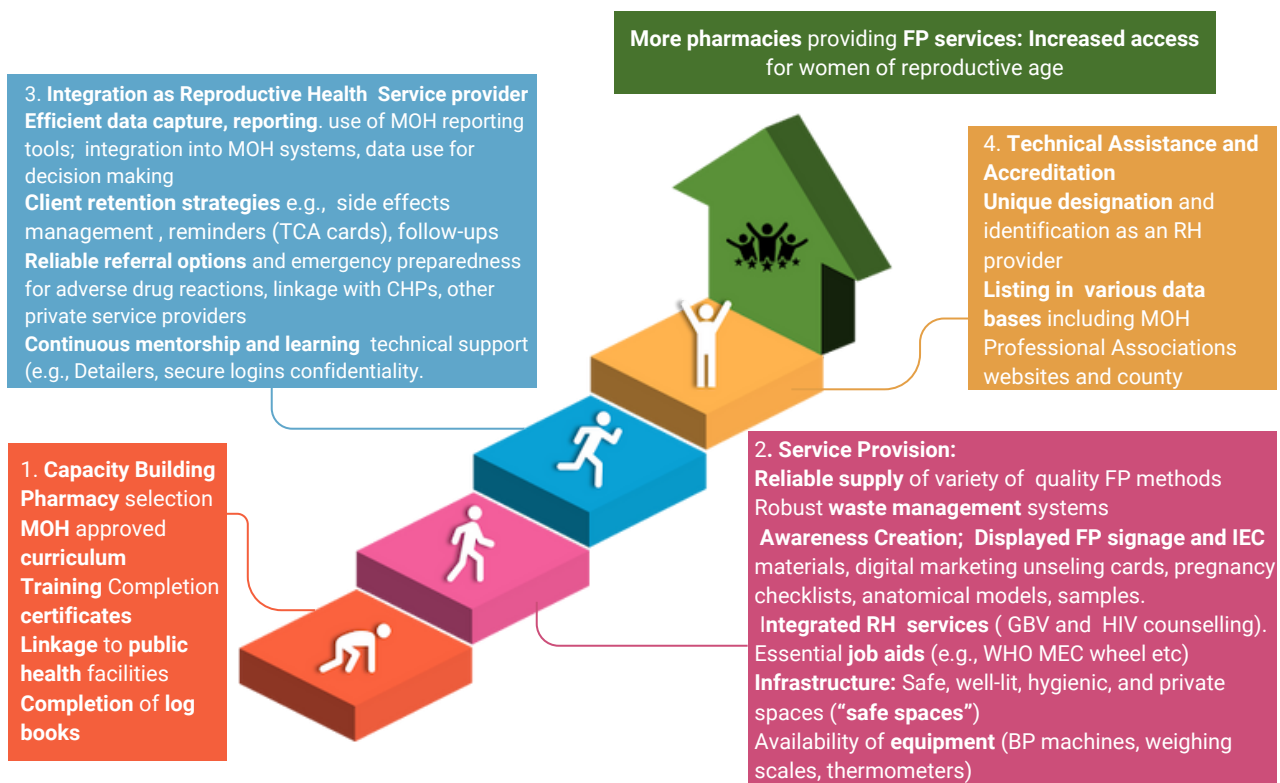 More pharmacies providing FP services: Increased access
for women of reproductive age
3. Integration as Reproductive Health Service provider
Efficient data capture, reporting. use of MOH reporting
tools; integration into MOH systems, data use for
decision making
Client retention strategies e.g., side effects
management , reminders (TCA cards), follow-ups
Reliable referral options and emergency preparedness
for adverse drug reactions, linkage with CHPs, other
private service providers
Continuous mentorship and learning technical support
(e.g., Detailers, secure logins confidentiality.
4. Technical Assistance and
Accreditation
Unique designation and
identification as an RH
provider
Listing in various data
bases including MOH
Professional Associations
websites and county
1. Capacity Building
Pharmacy selection
MOH approved
curriculum
Training Completion
certificates
Linkage to public
health facilities
Completion of log
books
2. Service Provision:
Reliable supply of variety of quality FP methods
Robust waste management systems
Awareness Creation; Displayed FP signage and IEC
materials, digital marketing unseling cards, pregnancy
checklists, anatomical models, samples.
Integrated RH services ( GBV and HIV counselling).
Essential job aids (e.g., WHO MEC wheel etc)
Infrastructure: Safe, well-lit, hygienic, and private
spaces (“safe spaces”)
Availability of equipment (BP machines, weighing
scales, thermometers)